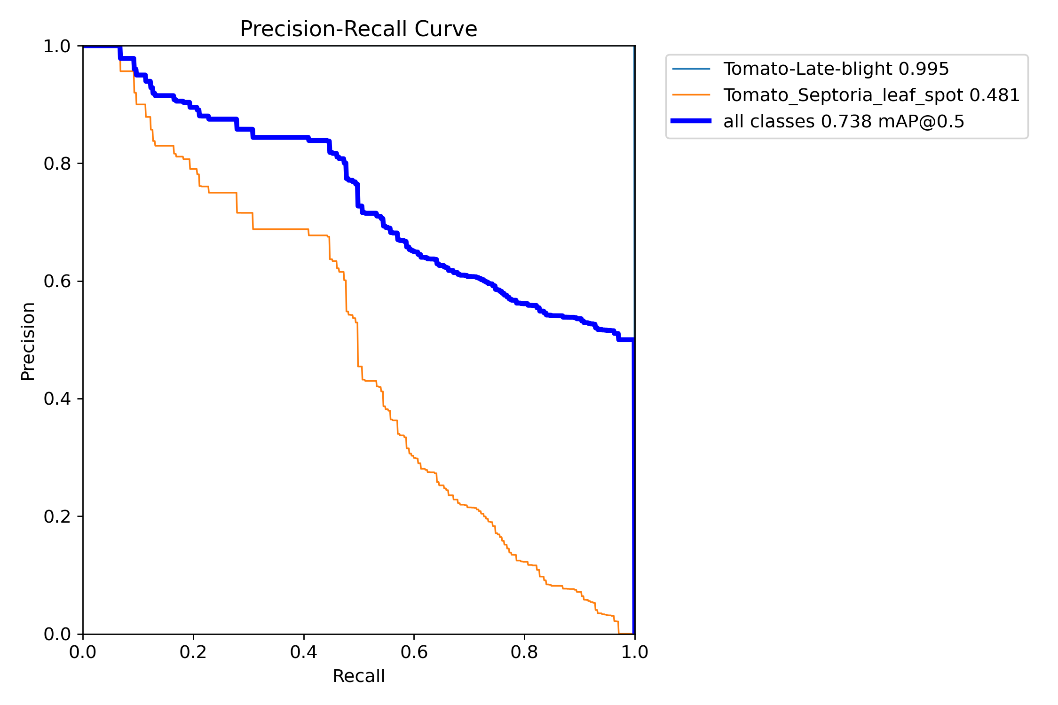 Precision-Recall Curve
1.0
0.8
0.6
0.4
0.2
0.0
Precision
0.0 0.2 0.4 0.6 0.8 1.0
Recall
Tomato-Late-blight 0.995
Tomato_Septoria_leaf_spot 0.481
all classes 0.738 mAP@0.5